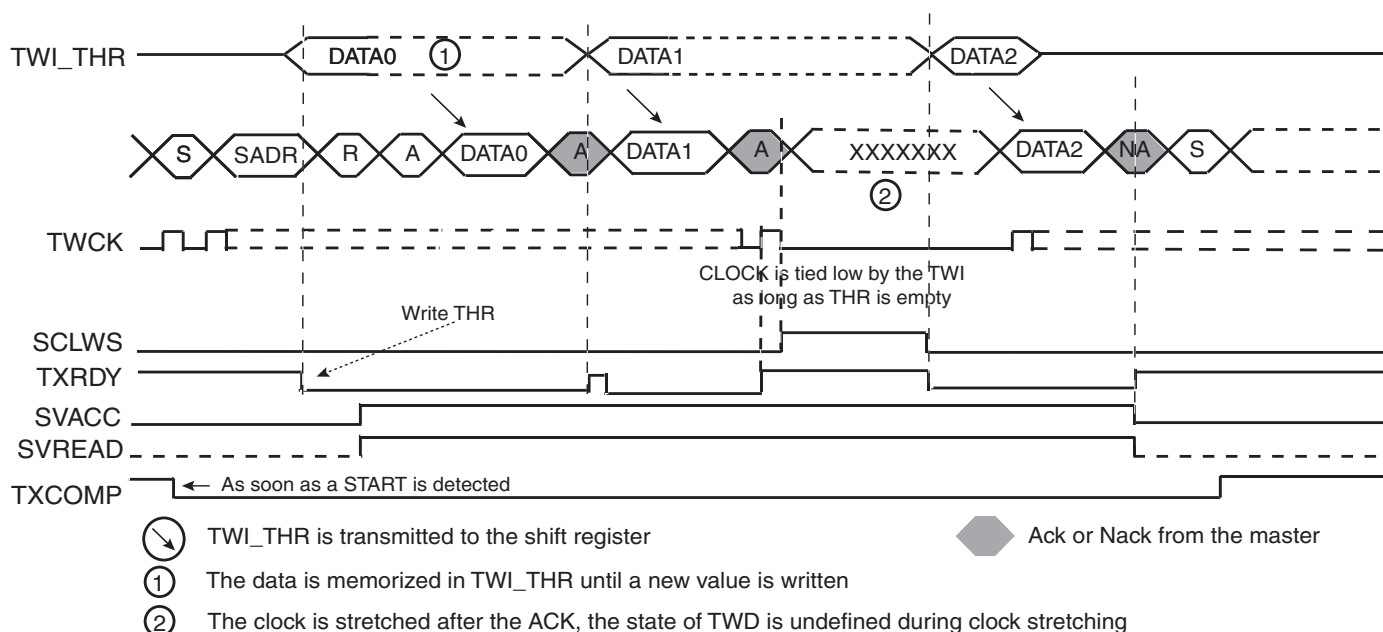 TWI_THR DATA0 1 DATA1 DATA2
S SADR R A DATA0 A DATA1 A XXXXXXX DATA2 NA S
2
TWCK
CLOCK is tied low by the TWI
as long as THR is empty
Write THR
SCLWS
TXRDY
SVACC
SVREAD
TXCOMP As soon as a START is detected
TWI_THR is transmitted to the shift register Ack or Nack from the master
1 The data is memorized in TWI_THR until a new value is written
2 The clock is stretched after the ACK, the state of TWD is undefined during clock stretching